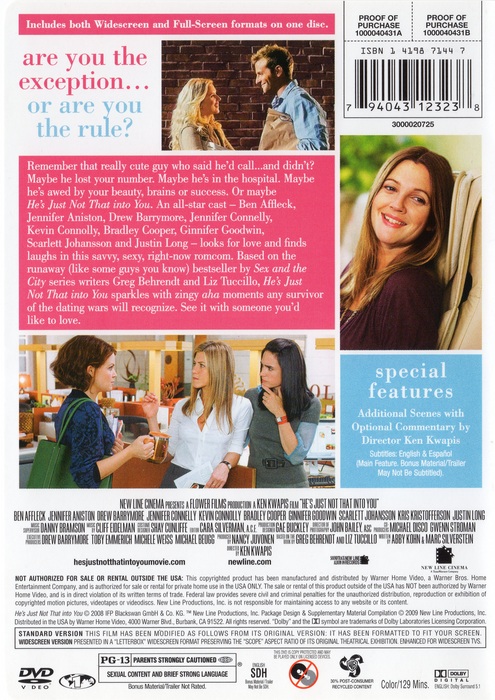 Includes both Widescreen and Full-Screen formats on one disc.
PROOF OF
PURCHASE
1000040431A
PROOF OF
PURCHASE
1000040431B
ISBN 1 4198 7144 7
7 94043 12323 8
3000020725
are you the
exception...
or are you
the rule?
Remember that really cute guy who said he'd call...and didn't?
Maybe he lost your number. Maybe he's in the hospital. Maybe
he's awed by your beauty, brains or success. Or maybe
He's Just Not That into You. An all-star cast – Ben Affleck,
Jennifer Aniston, Drew Barrymore, Jennifer Connelly,
Kevin Connolly, Bradley Cooper, Ginnifer Goodwin,
Scarlett Johansson and Justin Long – looks for love and finds
laughs in this savvy, sexy, right-now romcom. Based on the
runaway (like some guys you know) bestseller by Sex and the
City series writers Greg Behrendt and Liz Tuccillo, He's Just
Not That into You sparkles with zingy aha moments any survivor
of the dating wars will recognize. See it with someone you'd
like to love.
special
features
Additional Scenes with
Optional Commentary by
Director Ken Kwapis
Subtitles: English & Español
(Main Feature. Bonus Material/Trailer
May Not Be Subtitled).
NEW LINE CINEMA PRESENTS A FLOWER FILMS PRODUCTION A KEN KWAPIS FILM "HE'S JUST NOT THAT INTO YOU"
BEN AFFLECK JENNIFER ANISTON DREW BARRYMORE JENNIFER CONNELLY KEVIN CONNOLLY BRADLEY COOPER GINNIFER GOODWIN SCARLETT JOHANSSON KRIS KRISTOFFERSON JUSTIN LONG
MUSIC SUPERVISOR DANNY BRAMSON MUSIC BY CLIFF EIDELMAN COSTUME DESIGNER SHAY CUNLIFFE EDITOR CARA SILVERMAN, A.C.E. PRODUCTION DESIGNER GAE BUCKLEY DIRECTOR OF PHOTOGRAPHY JOHN BAILEY, ASC PRODUCERS MICHAEL DISCO GWENN STROMAN
EXECUTIVE PRODUCERS DREW BARRYMORE TOBY EMMERICH MICHELE WEISS MICHAEL BEUGG PRODUCED BY NANCY JUVONEN BASED ON THE BOOK BY GREG BEHRENDT AND LIZ TUCCILLO WRITTEN BY ABBY KOHN & MARC SILVERSTEIN
DIRECTED BY KEN KWAPIS
hesjustnotthatintoyoumovie.com
newline.com
NEW LINE CINEMA
NOT AUTHORIZED FOR SALE OR RENTAL OUTSIDE THE USA: This copyrighted product has been manufactured and distributed by Warner Home Video, a Warner Bros. Home
Entertainment Company, and is authorized for sale or rental for private home use in the USA ONLY. The sale or rental of this product outside of the USA has NOT been authorized by Warner
Home Video, and is in direct violation of its written terms of trade. Federal law provides severe civil and criminal penalties for the unauthorized reproduction, distribution or exhibition of
copyrighted motion pictures, videotapes or videodiscs. New Line Productions, Inc. is not responsible for maintaining access to any website or its content.
He's Just Not That into You © 2008 IFP Blackswan GmbH & Co. KG. ™ New Line Productions, Inc. Package Design & Supplementary Material Compilation © 2009 New Line Productions, Inc.
Distributed in the USA by Warner Home Video, 4000 Warner Blvd., Burbank, CA 91522. All rights reserved. "Dolby" and the symbol are trademarks of Dolby Laboratories Licensing Corporation.
STANDARD VERSION THIS FILM HAS BEEN MODIFIED AS FOLLOWS FROM ITS ORIGINAL VERSION: IT HAS BEEN FORMATTED TO FIT YOUR SCREEN.
WIDESCREEN VERSION PRESENTED IN A "LETTERBOX" WIDESCREEN FORMAT PRESERVING THE "SCOPE" ASPECT RATIO OF ITS ORIGINAL THEATRICAL EXHIBITION. ENHANCED FOR WIDESCREEN TVS.
DVD
VIDEO
PG-13 PARENTS STRONGLY CAUTIONED
SEXUAL CONTENT AND BRIEF STRONG LANGUAGE
Bonus Material/Trailer Not Rated.
ENGLISH
SDH
Bonus Material/Trailer
May Not Be SDH
30% POST-CONSUMER
RECYCLED CONTENT
Color/129 Mins.
DOLBY
DIGITAL
ENGLISH: Dolby Surround 5.1